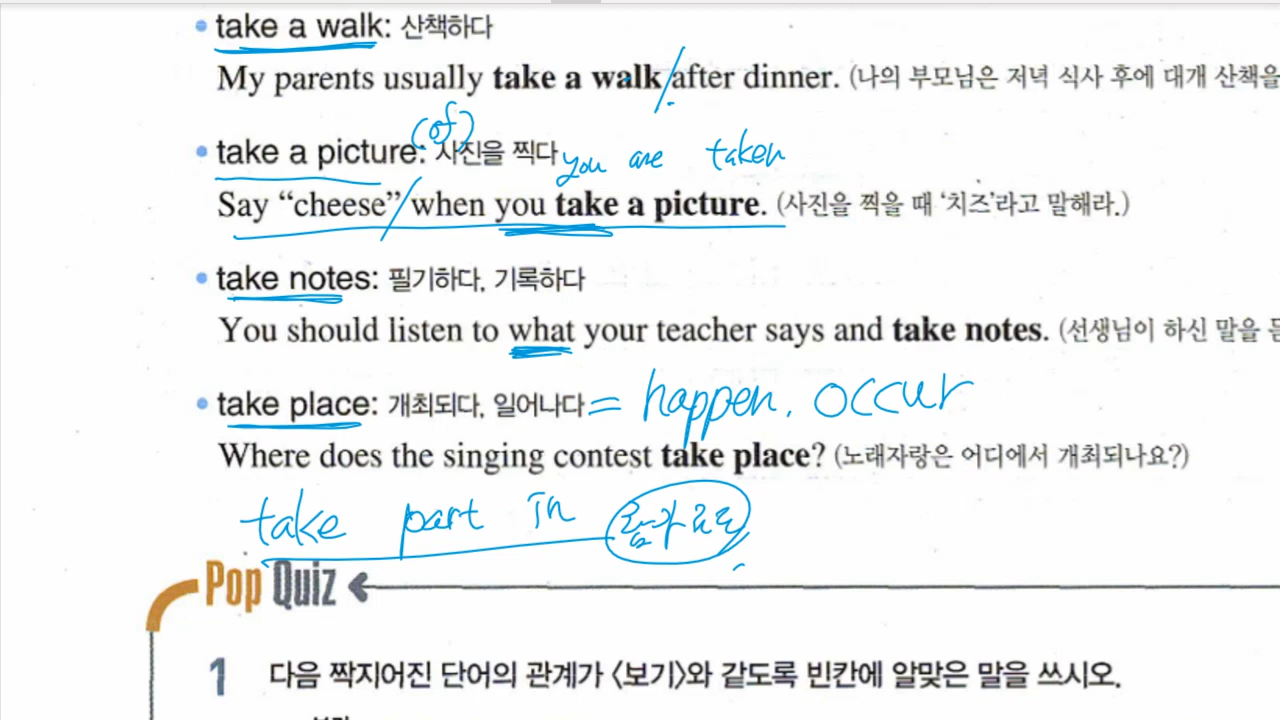 • take a walk: 산책하다
My parents usually take a walk / after dinner. (나의 부모님은 저녁 식사 후에 대개 산책을
(of)
• take a picture: 사진을 찍다 you are taken
Say “cheese” / when you take a picture. (사진을 찍을 때 ‘치즈’라고 말해라.)
• take notes: 필기하다, 기록하다
You should listen to what your teacher says and take notes. (선생님이 하신 말을 듣
• take place: 개최되다, 일어나다 = happen. occur
Where does the singing contest take place? (노래자랑은 어디에서 개최되나요?)
take part in
Pop Quiz
1 다음 짝지어진 단어의 관계가 〈보기〉와 같도록 빈칸에 알맞은 말을 쓰시오.